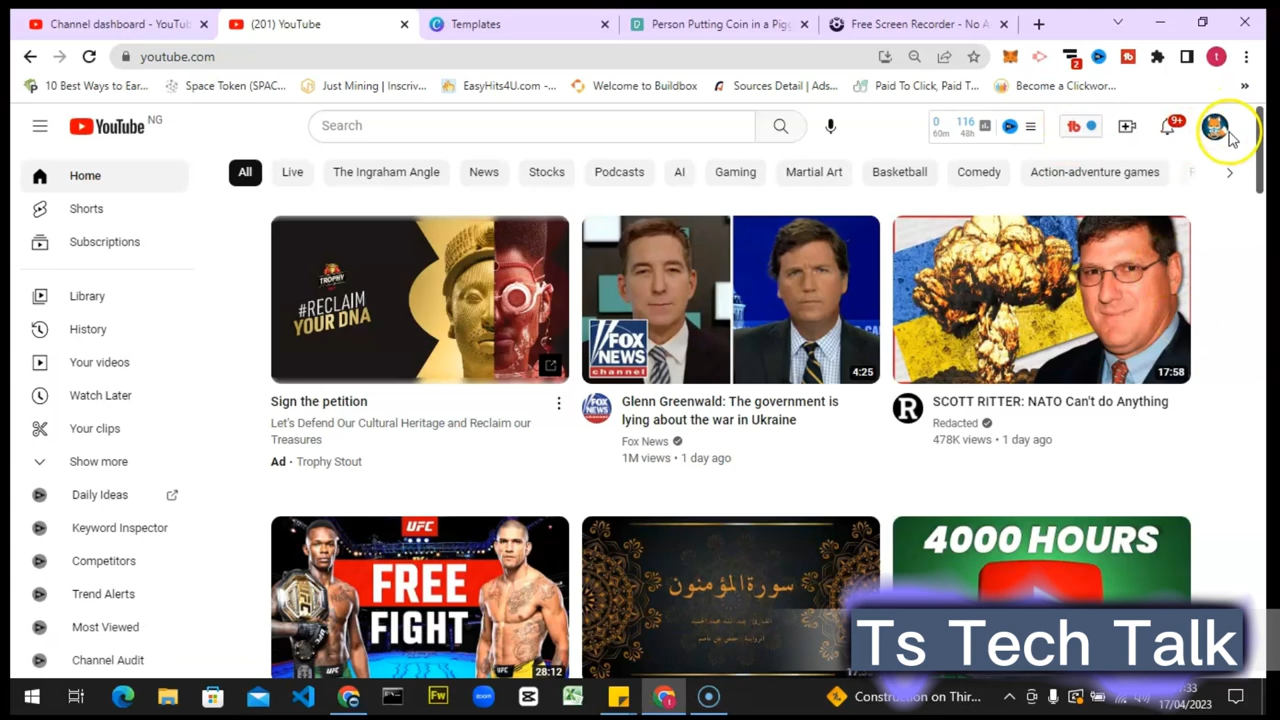 Channel dashboard - YouTub
(201) YouTube
Templates
Person Putting Coin in a Pigg
Free Screen Recorder - No A
youtube.com
2
10 Best Ways to Ear...
Space Token (SPAC...
Just Mining | Inscriv...
EasyHits4U.com -...
Welcome to Buildbox
Sources Detail | Ads...
Paid To Click, Paid T...
Become a Clickwor...
YouTube NG
Search
0 116
60m 48h
9+
Home
Shorts
Subscriptions
Library
History
Your videos
Watch Later
Your clips
Show more
Daily Ideas
Keyword Inspector
Competitors
Trend Alerts
Most Viewed
Channel Audit
All
Live
The Ingraham Angle
News
Stocks
Podcasts
AI
Gaming
Martial Art
Basketball
Comedy
Action-adventure games
TROPHY
#RECLAIM
YOUR DNA
Sign the petition
Let's Defend Our Cultural Heritage and Reclaim our
Treasures
Ad · Trophy Stout
FOX
NEWS
channel
4:25
Glenn Greenwald: The government is
lying about the war in Ukraine
Fox News
1M views · 1 day ago
17:58
SCOTT RITTER: NATO Can't do Anything
Redacted
478K views · 1 day ago
UFC
FREE
FIGHT
28:12
سورة المؤمنون
4000 HOURS
Ts Tech Talk
Construction on Thir...
17/04/2023